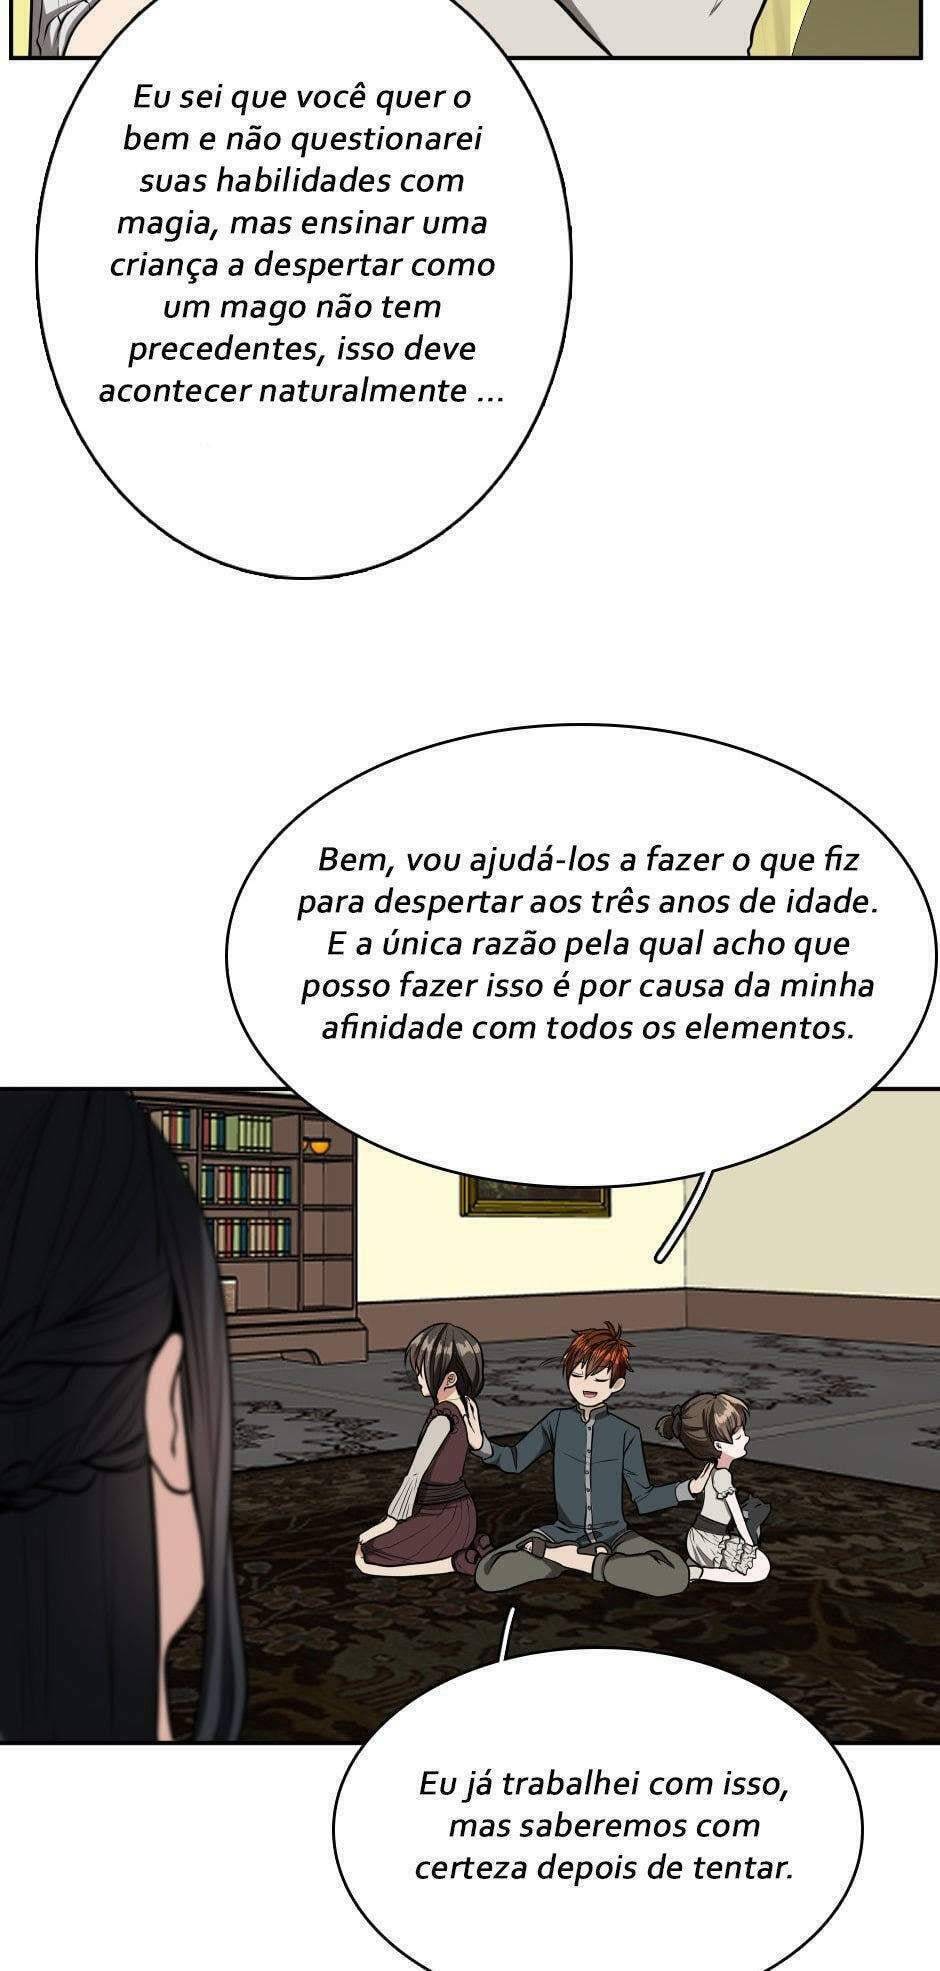 Eu sei que você quer o
bem e não questionarei
suas habilidades com
magia, mas ensinar uma
criança a despertar como
um mago não tem
precedentes, isso deve
acontecer naturalmente ...
Bem, vou ajudá-los a fazer o que fiz
para despertar aos três anos de idade.
E a única razão pela qual acho que
posso fazer isso é por causa da minha
afinidade com todos os elementos.
Eu já trabalhei com isso,
mas saberemos com
certeza depois de tentar.